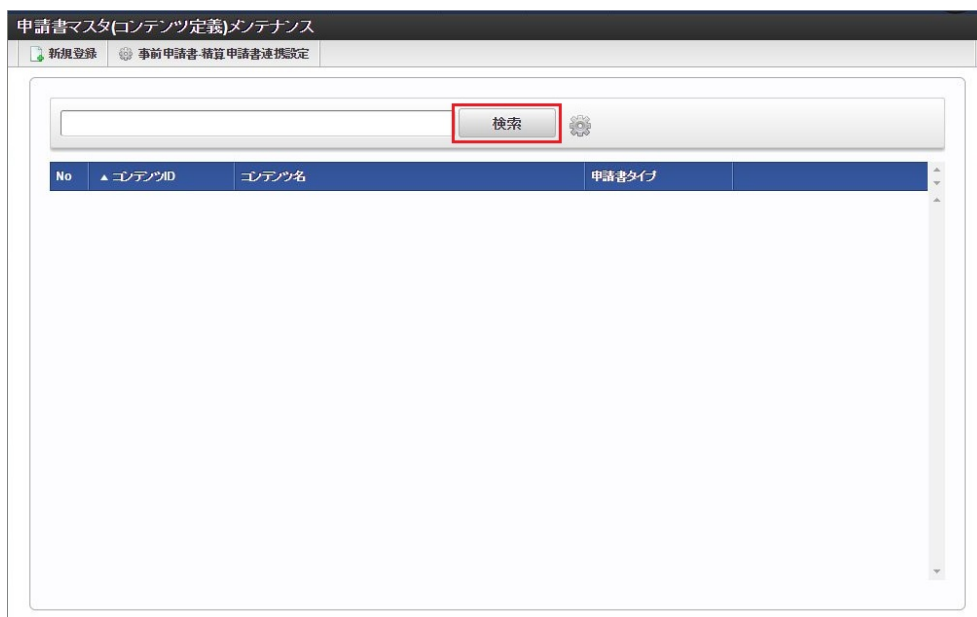 申請書マスタ(コンテンツ定義)メンテナンス
新規登録 事前申請書-精算申請書連携設定
検索
No ▲ コンテンツID コンテンツ名 申請書タイプ